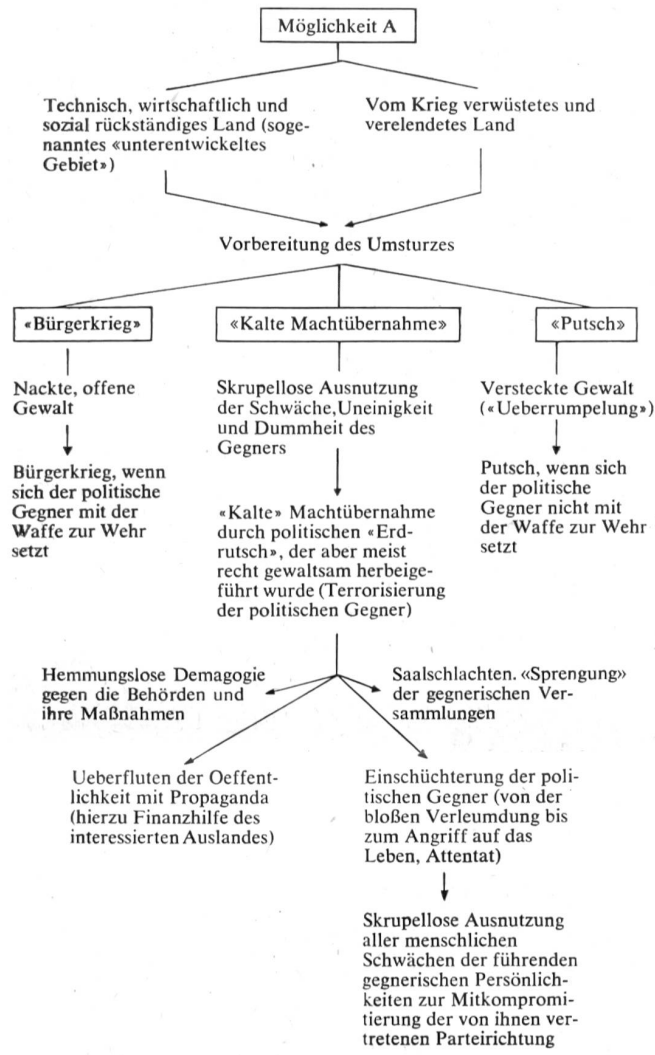 Möglichkeit A
Technisch, wirtschaftlich und
sozial rückständiges Land (soge-
nanntes «unterentwickeltes
Gebiet»)
Vom Krieg verwüstetes und
verelendetes Land
Vorbereitung des Umsturzes
«Bürgerkrieg»
Nackte, offene
Gewalt
Bürgerkrieg, wenn
sich der politische
Gegner mit der
Waffe zur Wehr
setzt
«Kalte Machtübernahme»
Skrupellose Ausnutzung
der Schwäche,Uneinigkeit
und Dummheit des
Gegners
«Kalte» Machtübernahme
durch politischen «Erd-
rutsch», der aber meist
recht gewaltsam herbeige-
führt wurde (Terrorisierung
der politischen Gegner)
«Putsch»
Versteckte Gewalt
(«Ueberrumpelung»)
Putsch, wenn sich
der politische
Gegner nicht mit
der Waffe zur Wehr
setzt
Hemmungslose Demagogie
gegen die Behörden und
ihre Maßnahmen
Saalschlachten. «Sprengung»
der gegnerischen Ver-
sammlungen
Ueberfluten der Oeffent-
lichkeit mit Propaganda
(hierzu Finanzhilfe des
interessierten Auslandes)
Einschüchterung der poli-
tischen Gegner (von der
bloßen Verleumdung bis
zum Angriff auf das
Leben, Attentat)
Skrupellose Ausnutzung
aller menschlichen
Schwächen der führenden
gegnerischen Persönlich-
keiten zur Mitkompromi-
tierung der von ihnen ver-
tretenen Parteirichtung